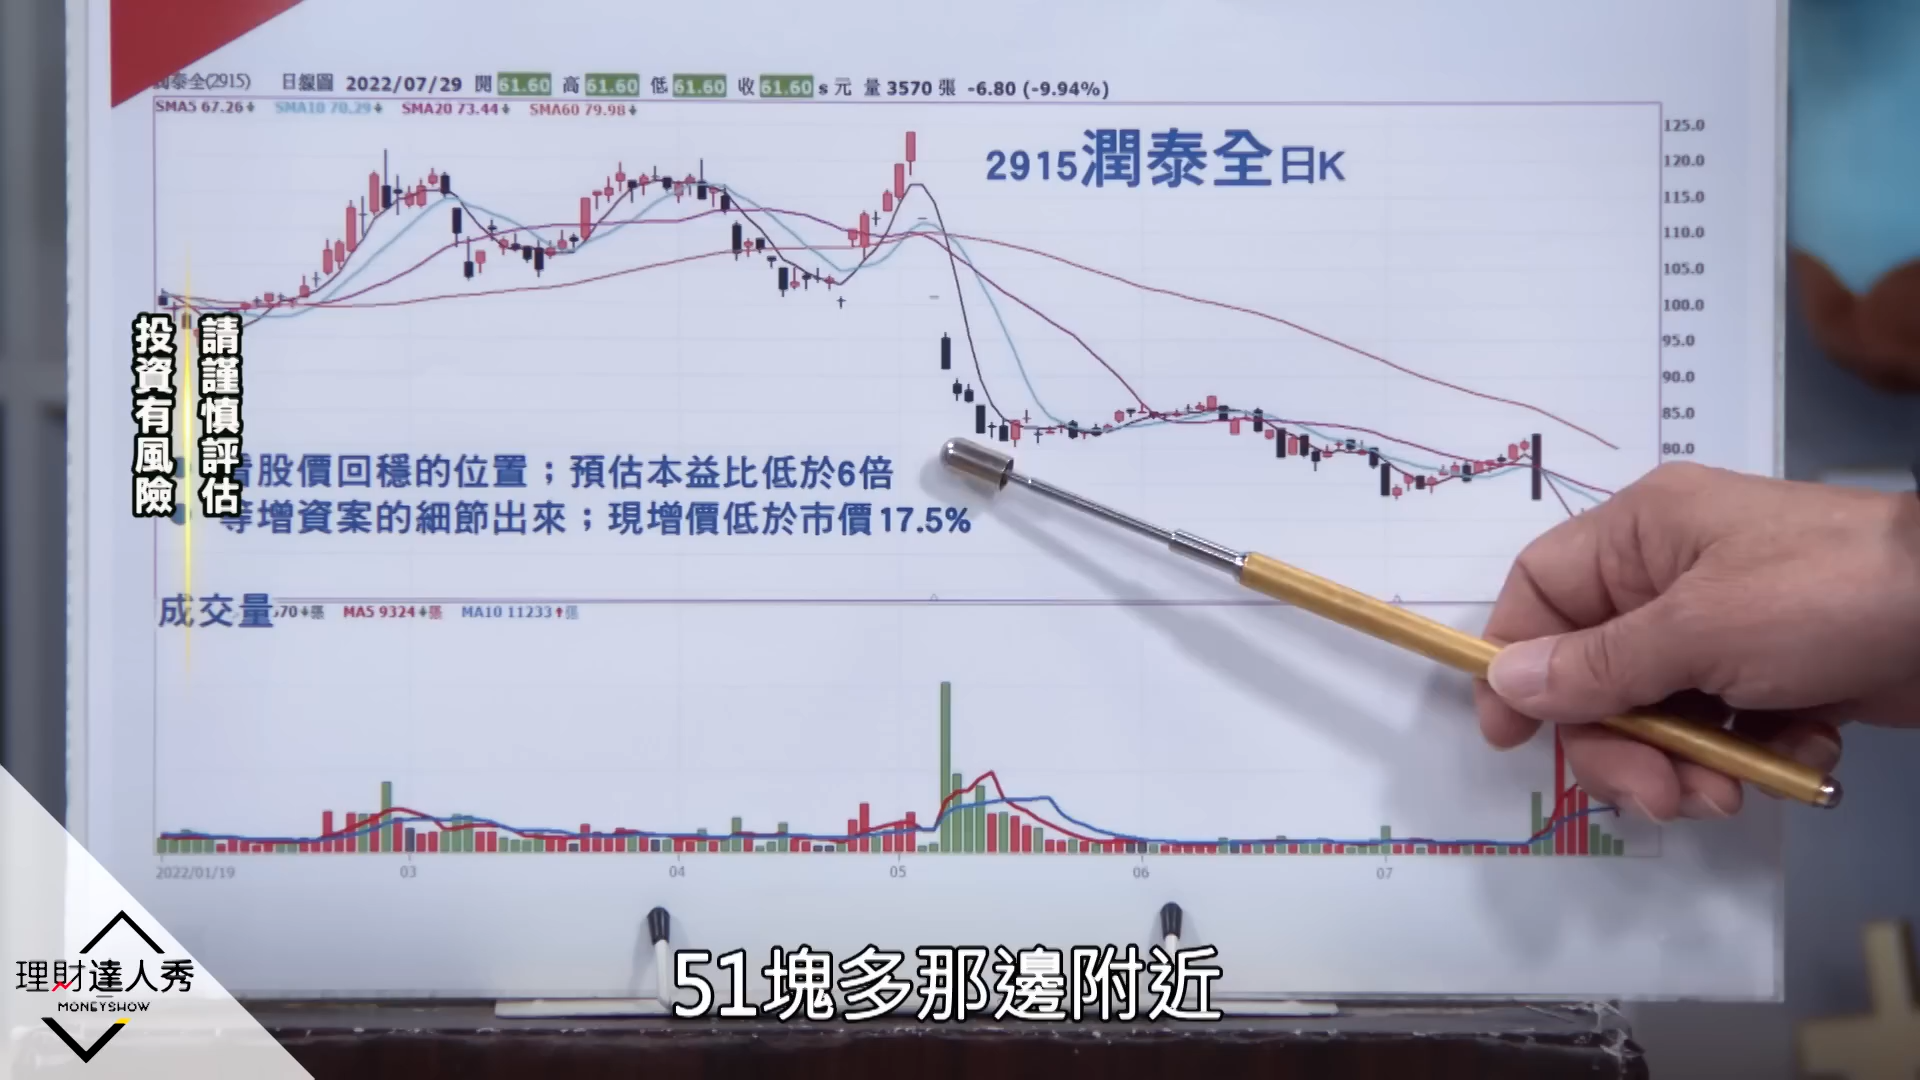 潤泰全(2915) 日線圖 2022/07/29 開 61.60 高 61.60 低 61.60 收 61.60 s 元 量 3570 張 -6.80 (-9.94%)
SMA5 67.26↓ SMA10 70.29↓ SMA20 73.44↓ SMA60 79.98↓
2915潤泰全日K
125.0
120.0
115.0
110.0
105.0
100.0
95.0
90.0
85.0
80.0
請謹慎評估
投資有風險
看股價回穩的位置；預估本益比低於6倍
等增資案的細節出來；現增價低於市價17.5%
成交量 70↓張 MA5 9324↓張 MA10 11233↑張
2022/01/19 03 04 05 06 07
理財達人秀
MONEYSHOW
51塊多那邊附近